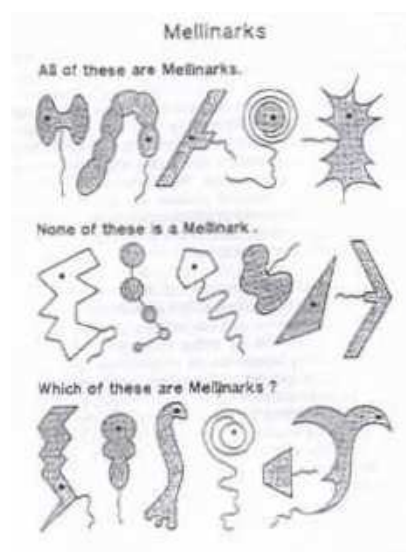 Mellinarks
All of these are Mellinarks.
None of these is a Mellinark.
Which of these are Mellinarks?